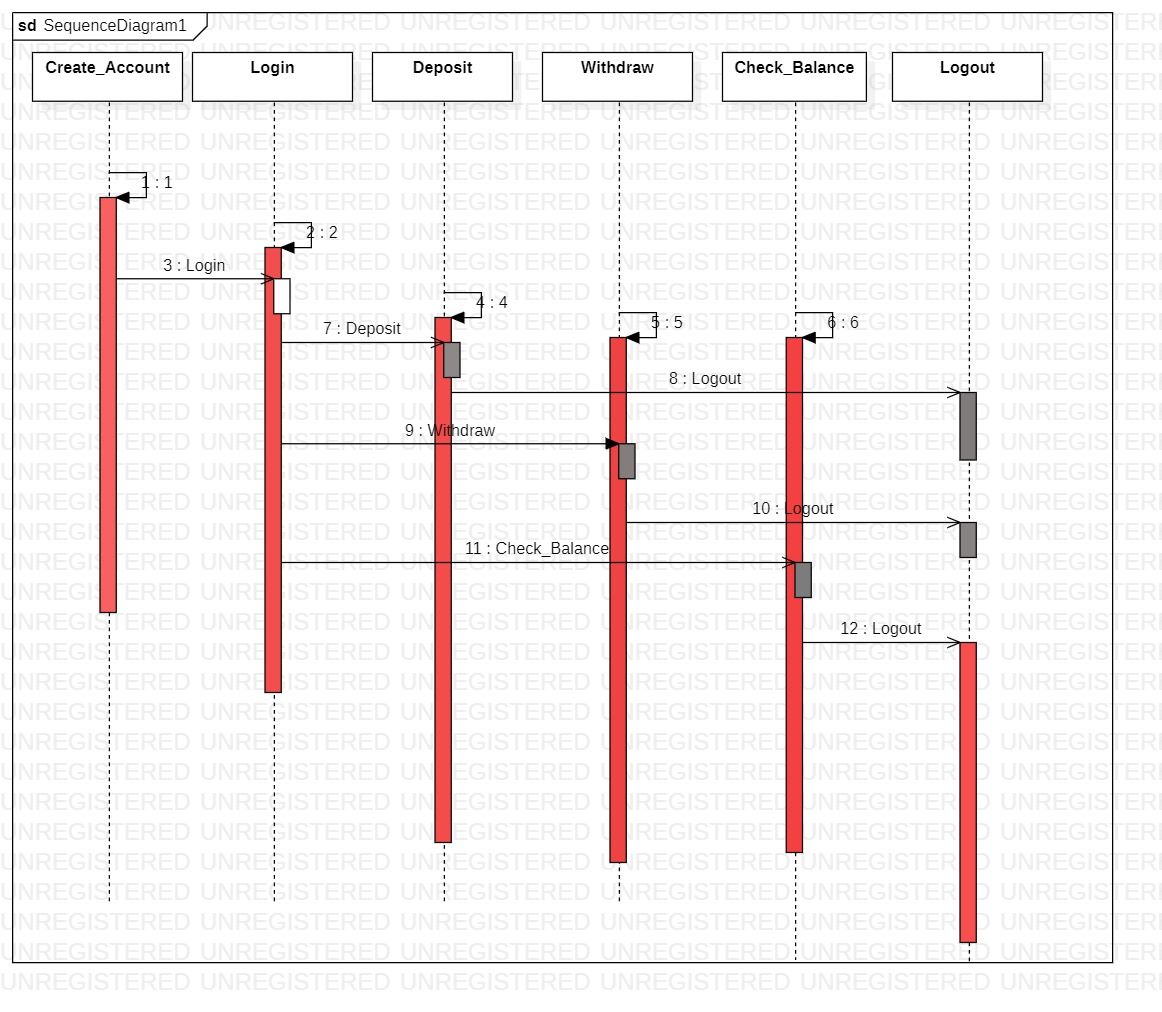 sd SequenceDiagram1
Create_Account
Login
Deposit
Withdraw
Check_Balance
Logout
1 : 1
2 : 2
3 : Login
4 : 4
5 : 5
6 : 6
7 : Deposit
8 : Logout
9 : Withdraw
10 : Logout
11 : Check_Balance
12 : Logout
UNREGISTERED